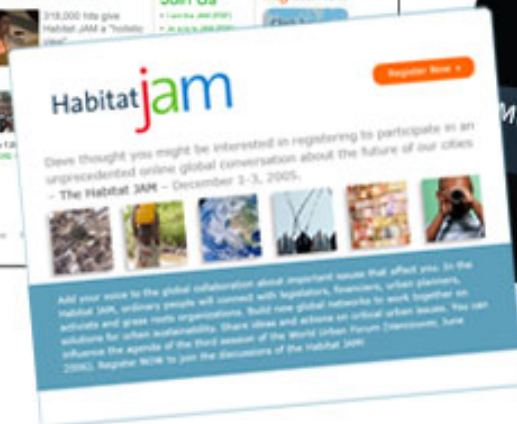 318,000 hits give
Habitat JAM a "holistic
Join Us
Habitat jam
Register Now
Dave thought you might be interested in registering to participate in an
unprecedented online global conversation about the future of our cities
- The Habitat JAM - December 1-3, 2005.
Add your voice to the global collaboration about important issues that affect you. In the
Habitat JAM, ordinary people will connect with legislators, financiers, urban planners,
activists and grass roots organizations. Build new global networks to work together on
solutions for urban sustainability. Share ideas and actions on critical urban issues. You can
influence the agenda of the third session of the World Urban Forum (Vancouver, June
2006). Register NOW to join the discussions of the Habitat JAM!